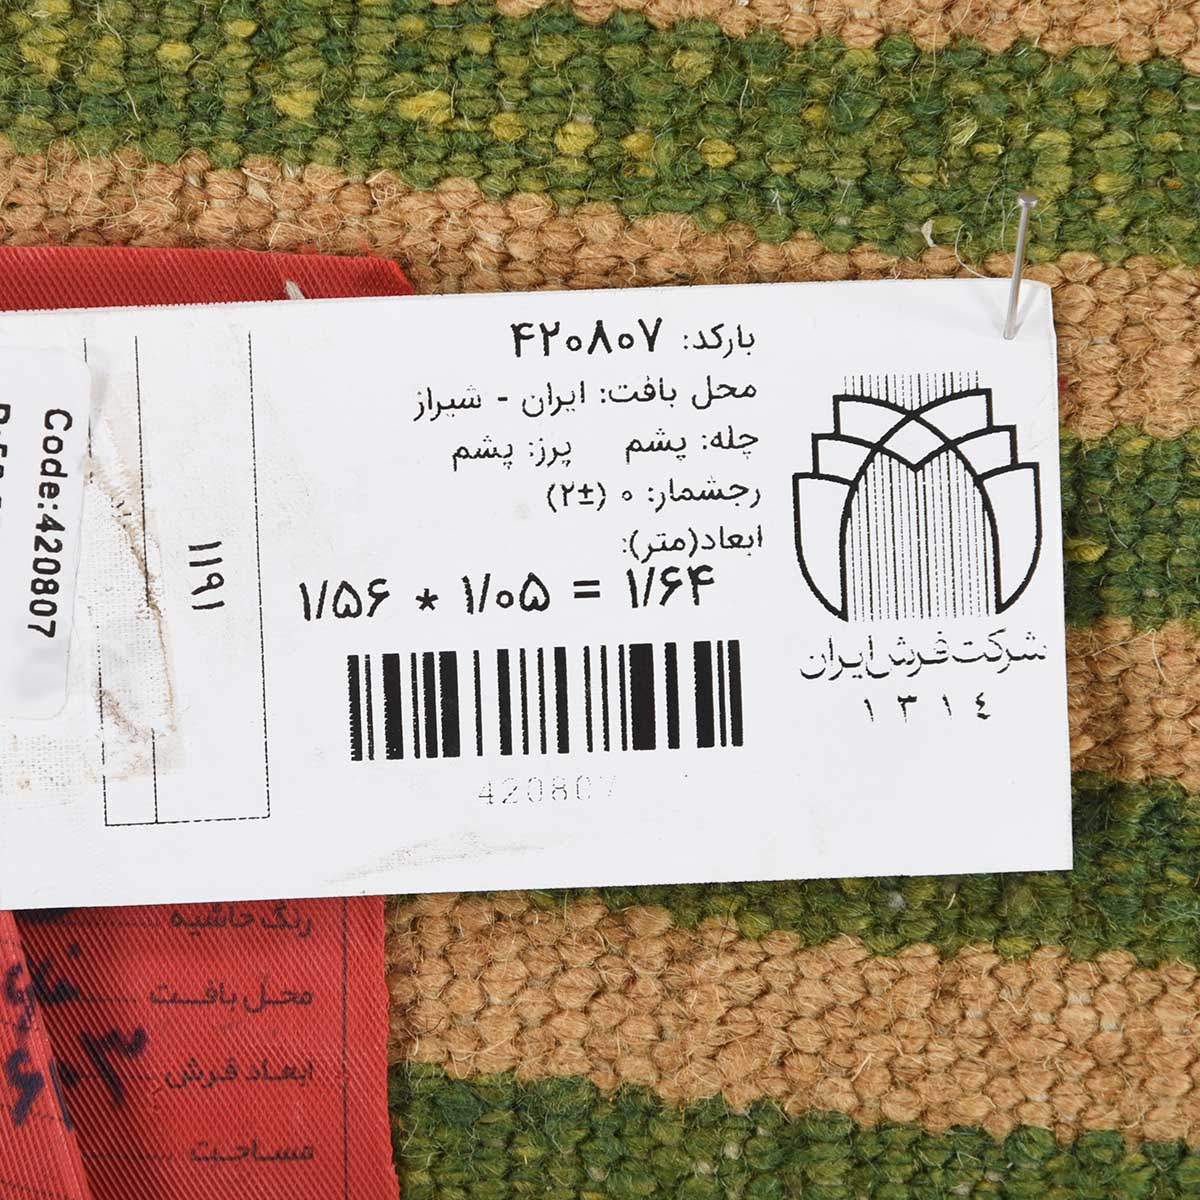 بارکد: ۴۲۰۸۰۷
محل بافت: ایران - شیراز
چله: پشم پرز: پشم
رجشمار: ۰ (±۲)
ابعاد(متر):
۱/۵۶ * ۱/۰۵ = ۱/۶۴
420807
شرکت فرش ایران
١٣١٤
۱۱۹۱
Code:420807
رنگ حاشیه
محل بافت
ابعاد فرش
مساحت